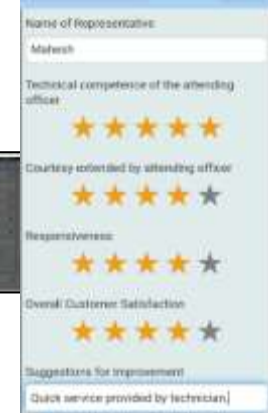 Name of Representative
Mahesh
Technical competence of the attending
officer
Courtesy extended by attending officer
Responsiveness
Overall Customer Satisfaction
Suggestions for Improvement
Quick service provided by technician.